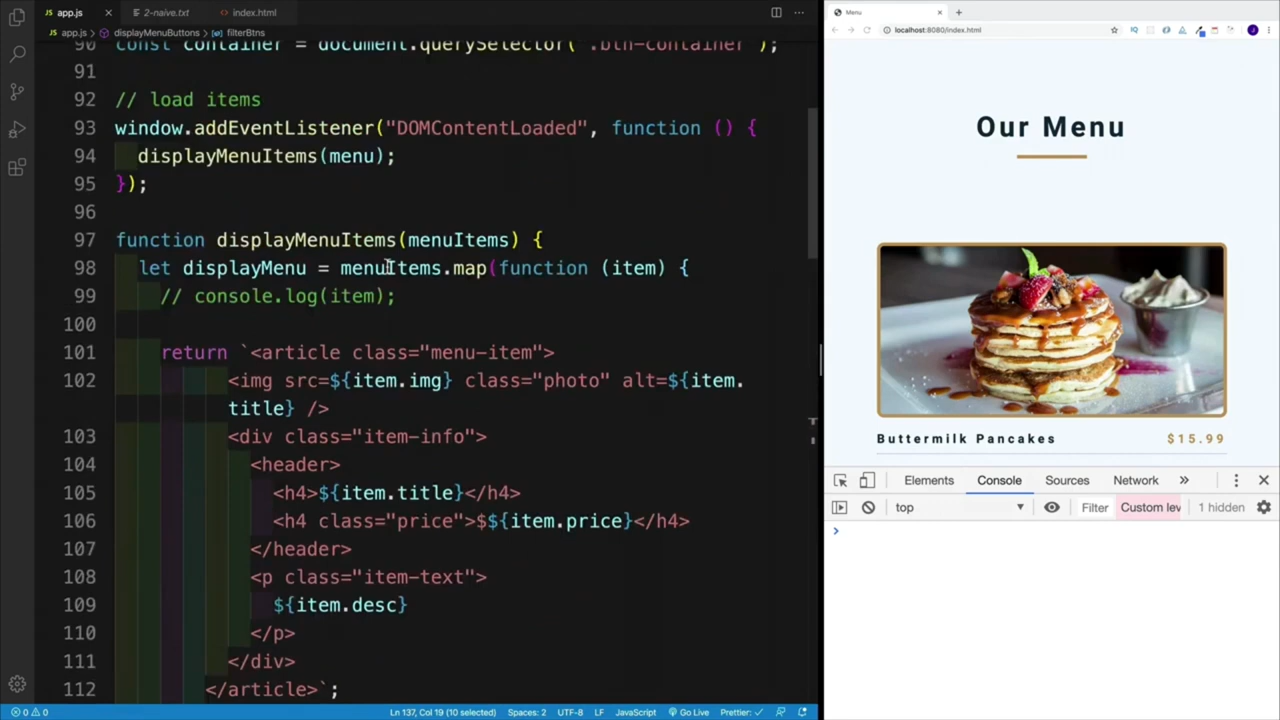 app.js
2-naive.txt
index.html
app.js > displayMenuButtons > filterBtns
90 const container = document.querySelector(".btn-container");
91
92 // load items
93 window.addEventListener("DOMContentLoaded", function () {
94 displayMenuItems(menu);
95 });
96
97 function displayMenuItems(menuItems) {
98 let displayMenu = menuItems.map(function (item) {
99 // console.log(item);
100
101 return `<article class="menu-item">
102 <img src=${item.img} class="photo" alt=${item.
title} />
103 <div class="item-info">
104 <header>
105 <h4>${item.title}</h4>
106 <h4 class="price">$${item.price}</h4>
107 </header>
108 <p class="item-text">
109 ${item.desc}
110 </p>
111 </div>
112 </article>`;
0 0 Ln 137, Col 19 (10 selected) Spaces: 2 UTF-8 LF JavaScript Go Live Prettier: ✓
Menu
localhost:8080/index.html
Our Menu
Buttermilk Pancakes $15.99
Elements Console Sources Network »
top Filter Custom lev 1 hidden